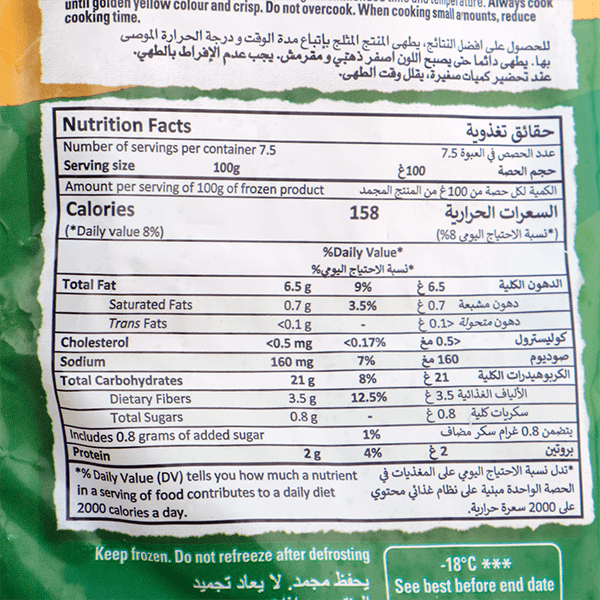 until golden yellow colour and crisp. Do not overcook. When cooking small amounts, reduce
cooking time.
للحصول على افضل النتائج، يطهى المنتج المثلج بإتباع مدة الوقت و درجة الحرارة الموصى
بها. يطهى دائما حتى يصبح اللون أصفر ذهبي و مقرمش. يجب عدم الإفراط بالطهي.
عند تحضير كميات صغيرة، يقلل وقت الطهي.
Nutrition Facts حقائق تغذوية
Number of servings per container 7.5 عدد الحصص في العبوة 7.5
Serving size 100g 100غ حجم الحصة
Amount per serving of 100g of frozen product الكمية لكل حصة من 100غ من المنتج المجمد
Calories 158 السعرات الحرارية
(*Daily value 8%) (*نسبة الاحتياج اليومي 8%)
%Daily Value*
*نسبة الاحتياج اليومي%
Total Fat 6.5 g 9% 6.5 غ الدهون الكلية
Saturated Fats 0.7 g 3.5% 0.7 غ دهون مشبعة
Trans Fats <0.1 g - <0.1 غ دهون متحولة
Cholesterol <0.5 mg <0.17% <0.5 مغ كوليسترول
Sodium 160 mg 7% 160 مغ صوديوم
Total Carbohydrates 21 g 8% 21 غ الكربوهيدرات الكلية
Dietary Fibers 3.5 g 12.5% 3.5 غ الألياف الغذائية
Total Sugars 0.8 g - 0.8 غ سكريات كلية
Includes 0.8 grams of added sugar 1% يتضمن 0.8 غرام سكر مضاف
Protein 2 g 4% 2 غ بروتين
*% Daily Value (DV) tells you how much a nutrient
in a serving of food contributes to a daily diet
2000 calories a day.
*تدل نسبة الاحتياج اليومي على المغذيات في
الحصة الواحدة مبنية على نظام غذائي محتوي
على 2000 سعرة حرارية.
Keep frozen. Do not refreeze after defrosting
يحفظ مجمد. لا يعاد تجميد
-18°C ***
See best before end date